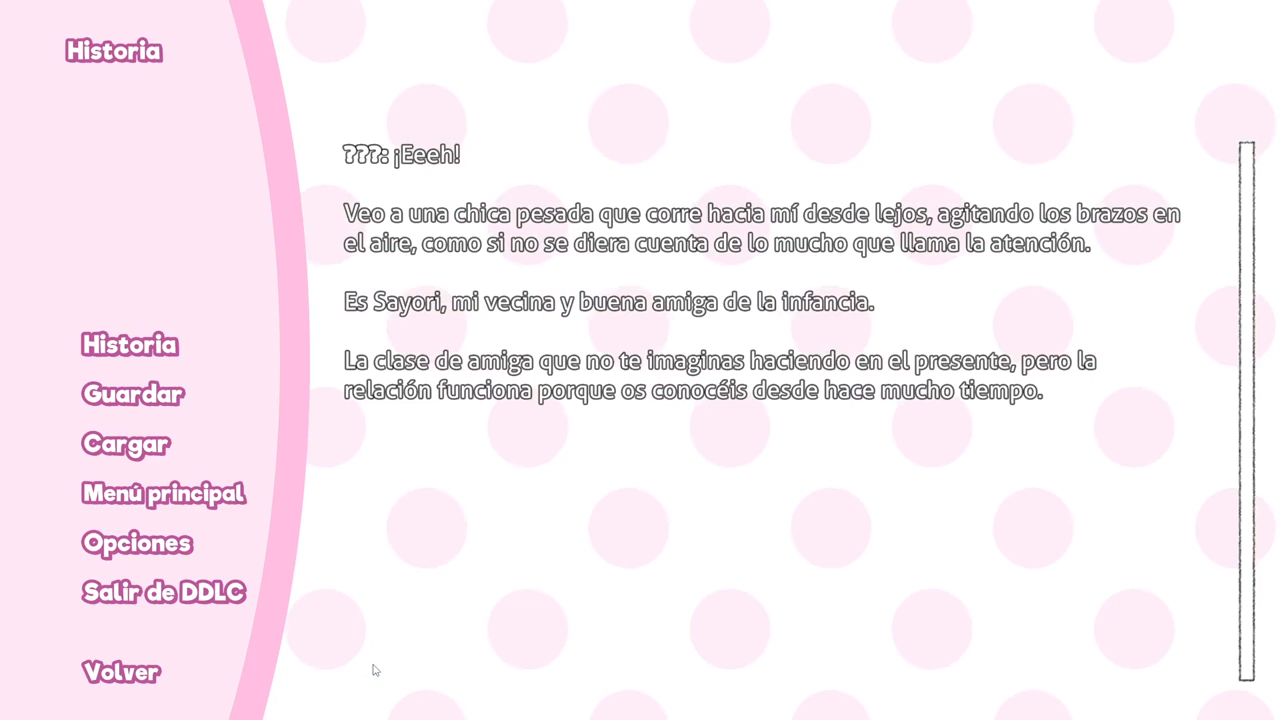 Historia
???: ¡Eeeh!
Veo a una chica pesada que corre hacia mí desde lejos, agitando los brazos en
el aire, como si no se diera cuenta de lo mucho que llama la atención.
Es Sayori, mi vecina y buena amiga de la infancia.
La clase de amiga que no te imaginas haciendo en el presente, pero la
relación funciona porque os conocéis desde hace mucho tiempo.
Historia
Guardar
Cargar
Menú principal
Opciones
Salir de DDLC
Volver